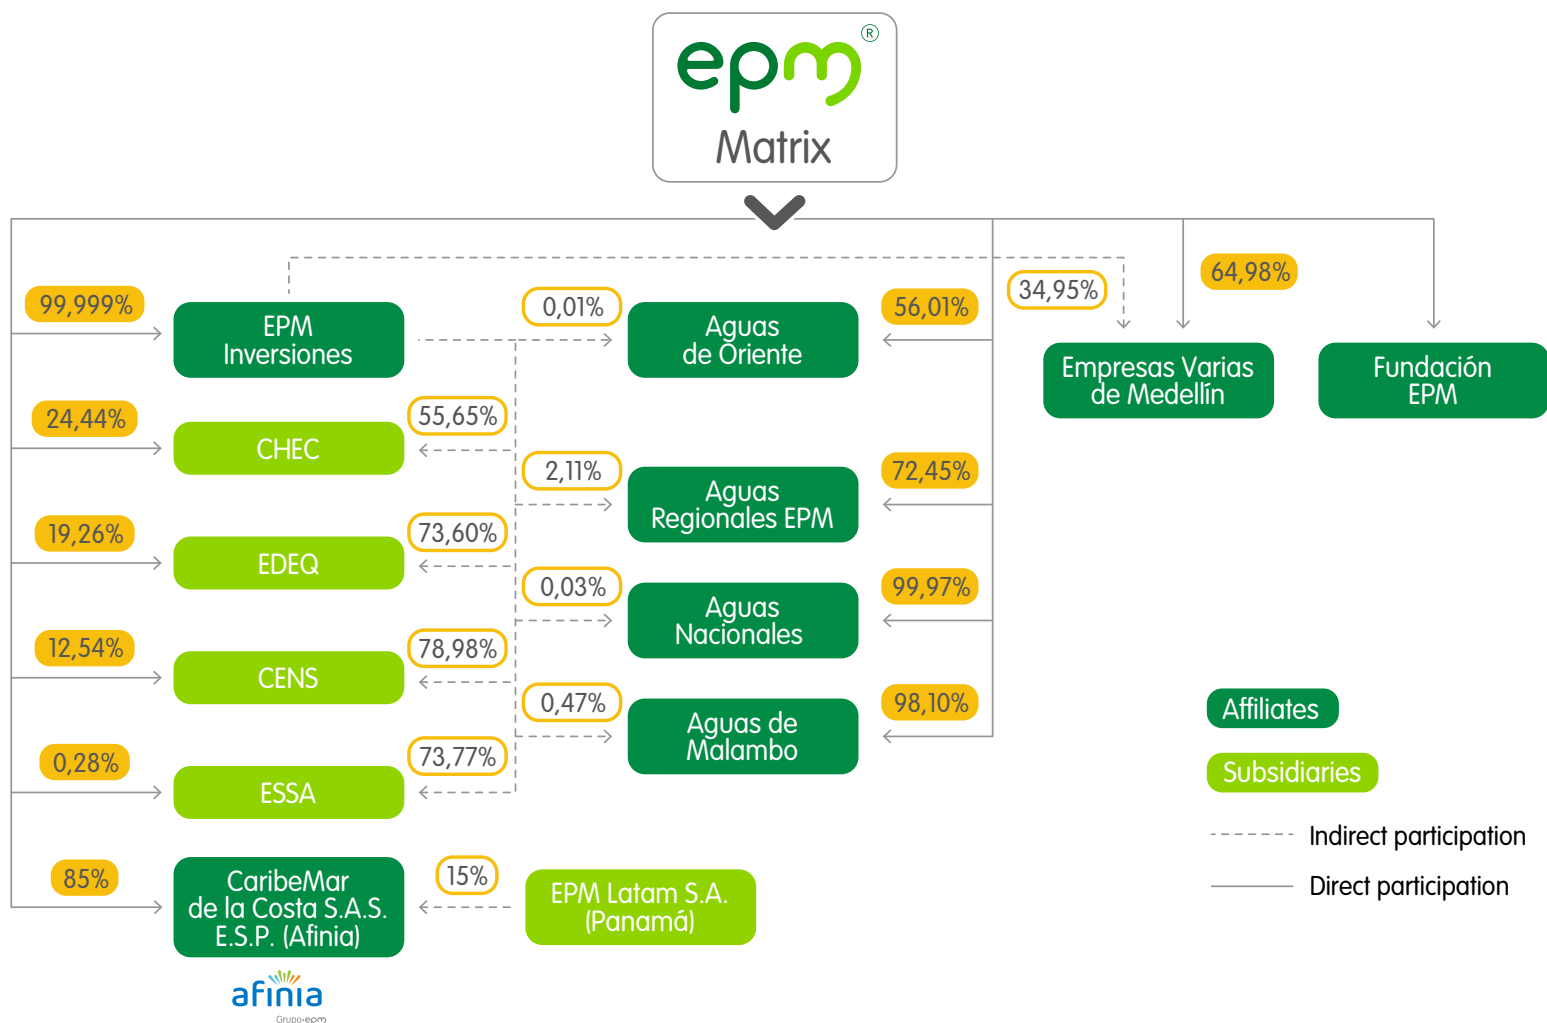 epm®
Matrix
99,999%
EPM
Inversiones
0,01%
Aguas
de Oriente
56,01%
34,95%
64,98%
Empresas Varias
de Medellín
Fundación
EPM
24,44%
CHEC
55,65%
2,11%
Aguas
Regionales EPM
72,45%
19,26%
EDEQ
73,60%
0,03%
Aguas
Nacionales
99,97%
12,54%
CENS
78,98%
0,47%
Aguas de
Malambo
98,10%
0,28%
ESSA
73,77%
85%
CaribeMar
de la Costa S.A.S.
E.S.P. (Afinia)
15%
EPM Latam S.A.
(Panamá)
afinia
Grupo-epm
Affiliates
Subsidiaries
Indirect participation
Direct participation